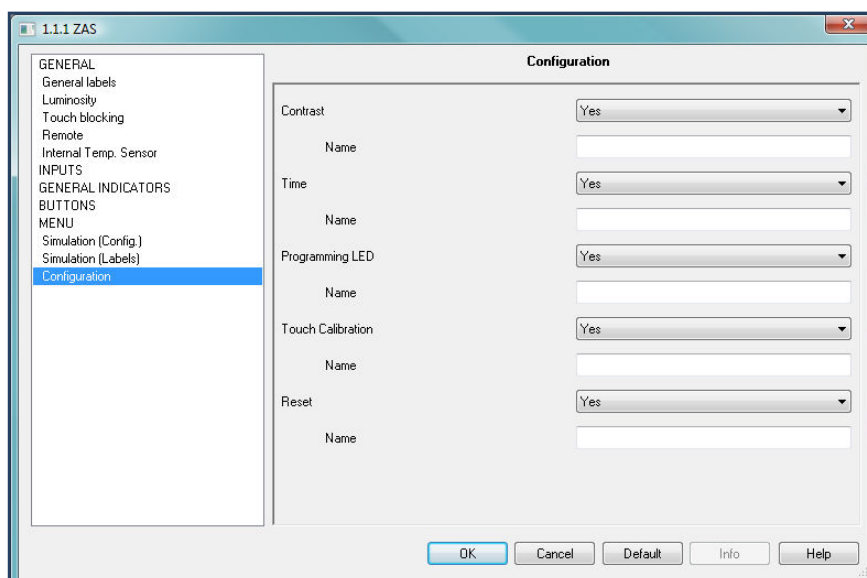 1.1.1 ZAS
GENERAL
General labels
Luminosity
Touch blocking
Remote
Internal Temp. Sensor
INPUTS
GENERAL INDICATORS
BUTTONS
MENU
Simulation (Config.)
Simulation (Labels)
Configuration
Configuration
Contrast Yes
Name
Time Yes
Name
Programming LED Yes
Name
Touch Calibration Yes
Name
Reset Yes
Name
OK Cancel Default Info Help